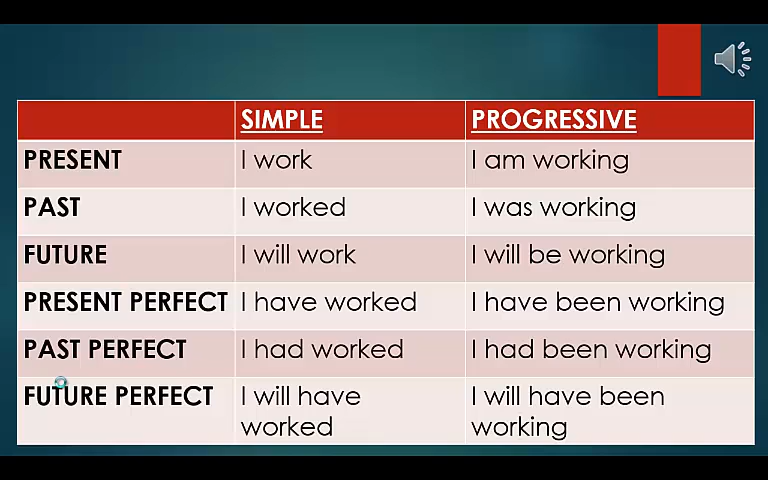 SIMPLE PROGRESSIVE
PRESENT I work I am working
PAST I worked I was working
FUTURE I will work I will be working
PRESENT PERFECT I have worked I have been working
PAST PERFECT I had worked I had been working
FUTURE PERFECT I will have I will have been
worked working